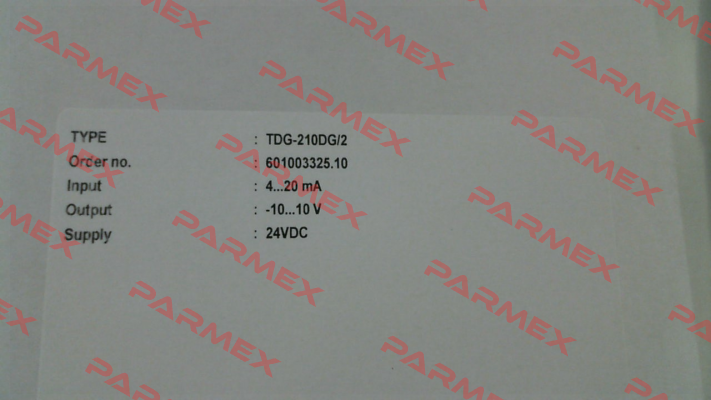 TYPE : TDG-210DG/2
Order no. : 601003325.10
Input : 4...20 mA
Output : -10...10 V
Supply : 24VDC
PARMEX